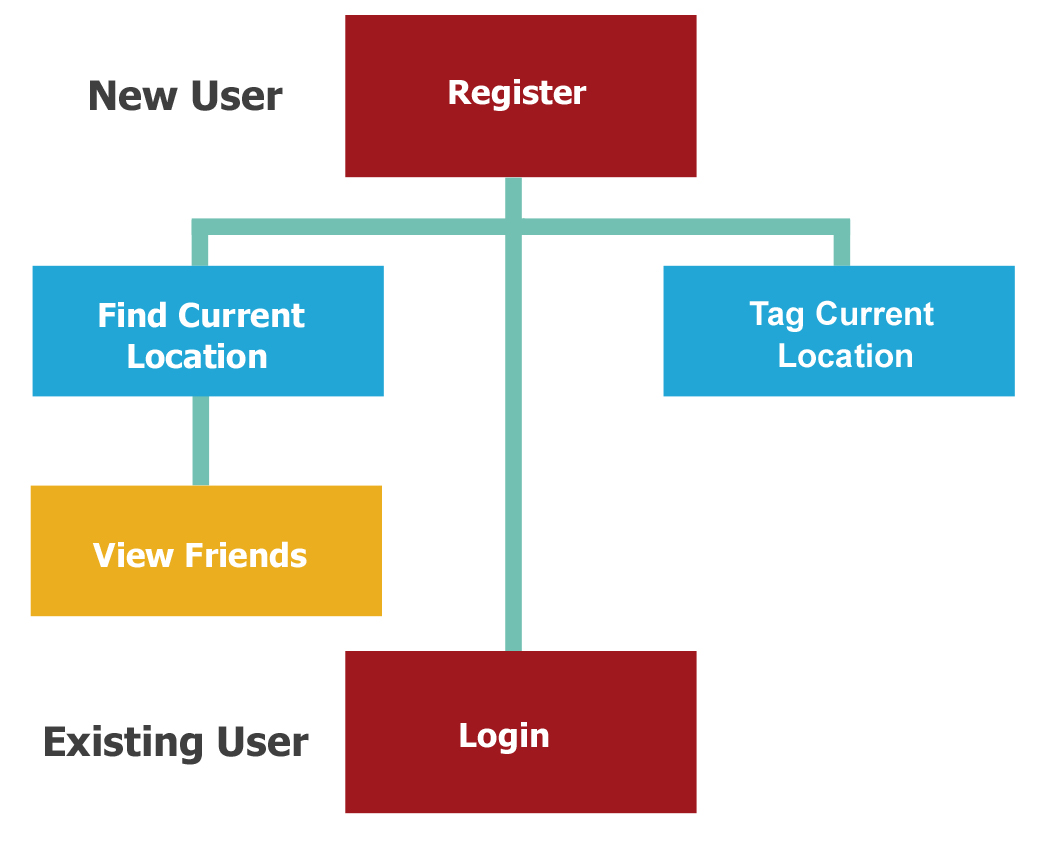 New User
Register
Find Current
Location
Tag Current
Location
View Friends
Existing User
Login